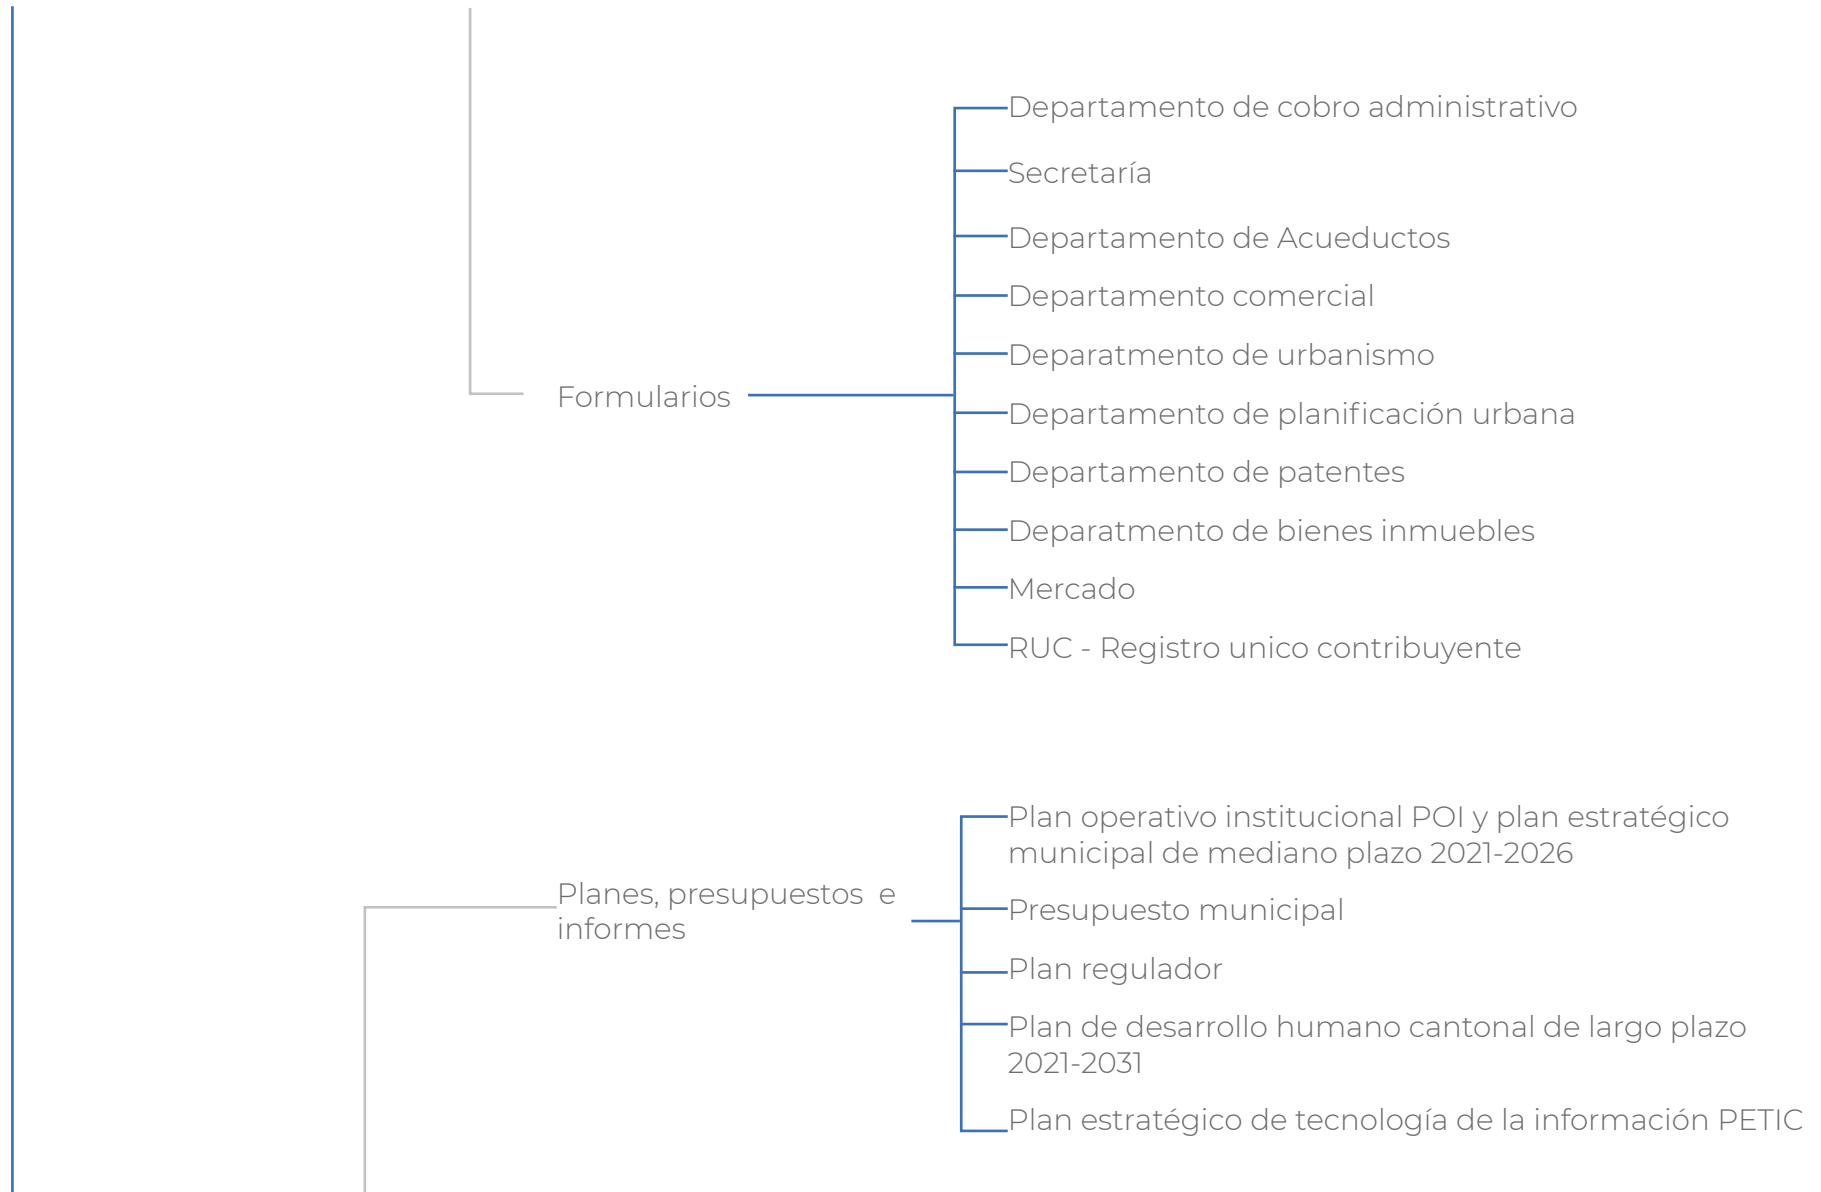 Departamento de cobro administrativo
Secretaría
Departamento de Acueductos
Departamento comercial
Deparatmento de urbanismo
Formularios
Departamento de planificación urbana
Departamento de patentes
Deparatmento de bienes inmuebles
Mercado
RUC - Registro unico contribuyente
Plan operativo institucional POI y plan estratégico
municipal de mediano plazo 2021-2026
Planes, presupuestos e
informes
Presupuesto municipal
Plan regulador
Plan de desarrollo humano cantonal de largo plazo
2021-2031
Plan estratégico de tecnología de la información PETIC